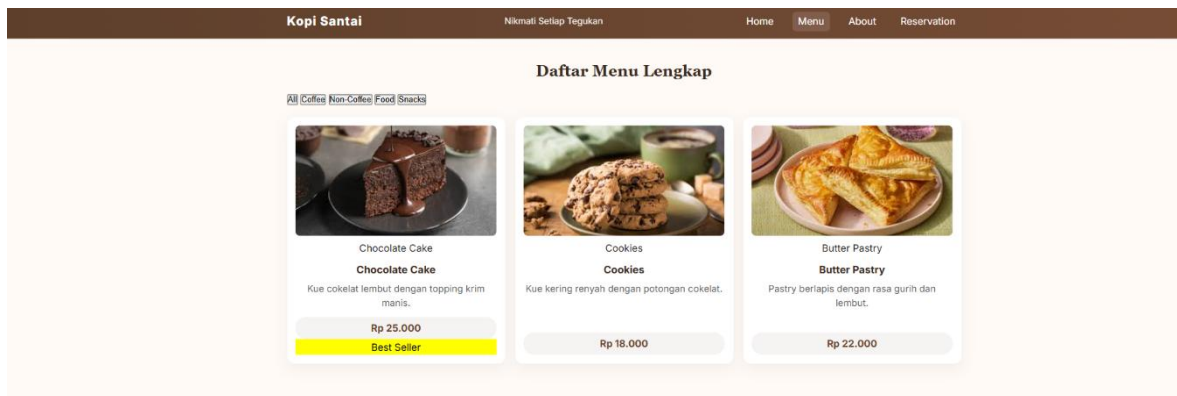 Kopi Santai
Nikmati Setiap Tegukan
Home Menu About Reservation
Daftar Menu Lengkap
All Coffee Non-Coffee Food Snacks
Chocolate Cake
Chocolate Cake
Kue cokelat lembut dengan topping krim
manis.
Rp 25.000
Best Seller
Cookies
Cookies
Kue kering renyah dengan potongan cokelat.
Rp 18.000
Butter Pastry
Butter Pastry
Pastry berlapis dengan rasa gurih dan
lembut.
Rp 22.000